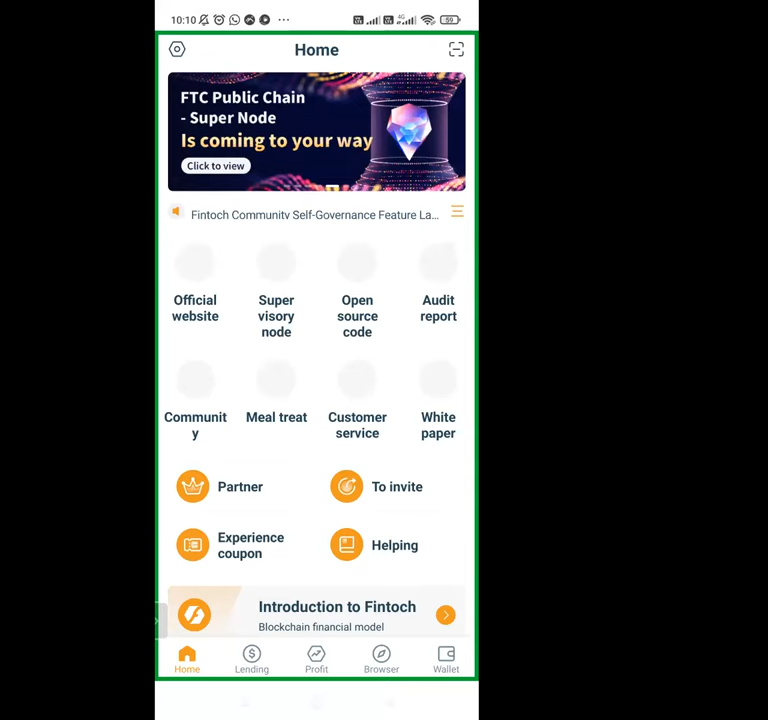 10:10
4G
59
Home
FTC Public Chain
- Super Node
Is coming to your way
Click to view
Fintoch Community Self-Governance Feature La...
Official
website
Super
visory
node
Open
source
code
Audit
report
Communit
y
Meal treat
Customer
service
White
paper
Partner
To invite
Experience
coupon
Helping
Introduction to Fintoch
Blockchain financial model
Home
Lending
Profit
Browser
Wallet